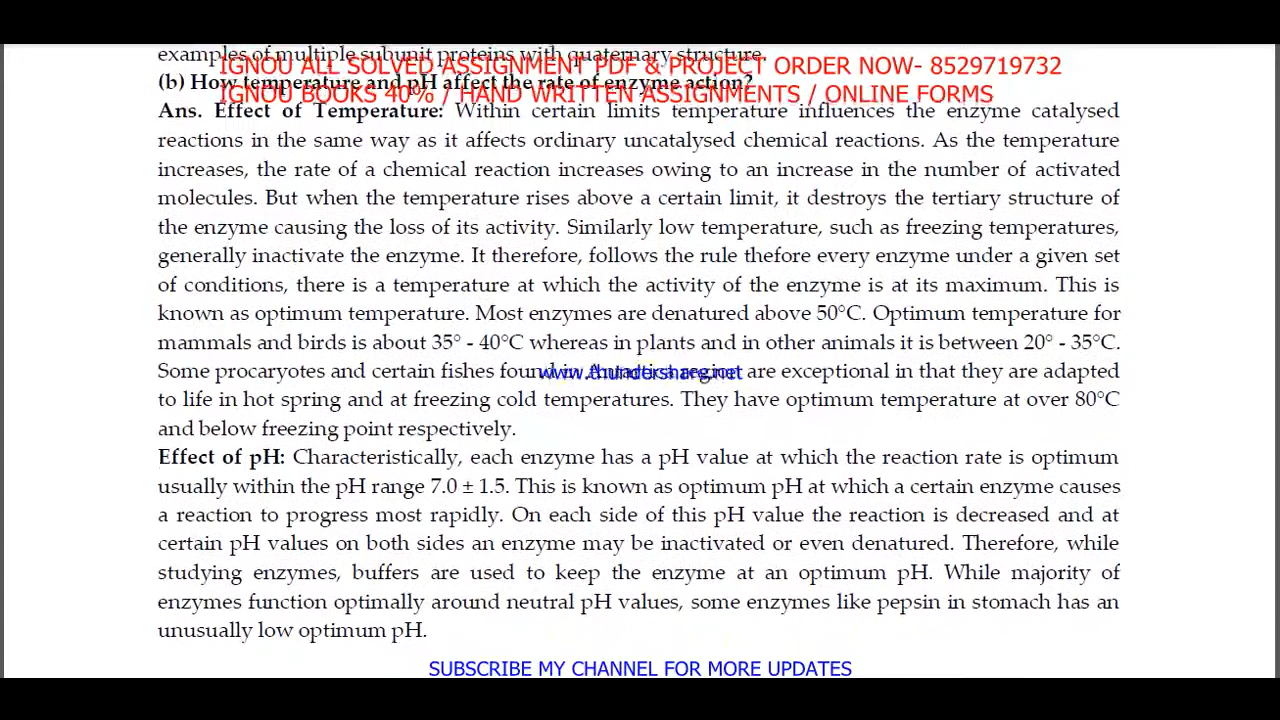 examples of multiple subunit proteins with quaternary structure.
IGNOU ALL SOLVED ASSIGNMENT PDF & PROJECT ORDER NOW- 8529719732
(b) How temperature and pH affect the rate of enzyme action?
IGNOU BOOKS 40% / HAND WRITTEN ASSIGNMENTS / ONLINE FORMS
Ans. Effect of Temperature: Within certain limits temperature influences the enzyme catalysed
reactions in the same way as it affects ordinary uncatalysed chemical reactions. As the temperature
increases, the rate of a chemical reaction increases owing to an increase in the number of activated
molecules. But when the temperature rises above a certain limit, it destroys the tertiary structure of
the enzyme causing the loss of its activity. Similarly low temperature, such as freezing temperatures,
generally inactivate the enzyme. It therefore, follows the rule thefore every enzyme under a given set
of conditions, there is a temperature at which the activity of the enzyme is at its maximum. This is
known as optimum temperature. Most enzymes are denatured above 50°C. Optimum temperature for
mammals and birds is about 35° - 40°C whereas in plants and in other animals it is between 20° - 35°C.
Some procaryotes and certain fishes found in region are exceptional in that they are adapted
www.thundershare.net
to life in hot spring and at freezing cold temperatures. They have optimum temperature at over 80°C
and below freezing point respectively.
Effect of pH: Characteristically, each enzyme has a pH value at which the reaction rate is optimum
usually within the pH range 7.0 ± 1.5. This is known as optimum pH at which a certain enzyme causes
a reaction to progress most rapidly. On each side of this pH value the reaction is decreased and at
certain pH values on both sides an enzyme may be inactivated or even denatured. Therefore, while
studying enzymes, buffers are used to keep the enzyme at an optimum pH. While majority of
enzymes function optimally around neutral pH values, some enzymes like pepsin in stomach has an
unusually low optimum pH.
SUBSCRIBE MY CHANNEL FOR MORE UPDATES